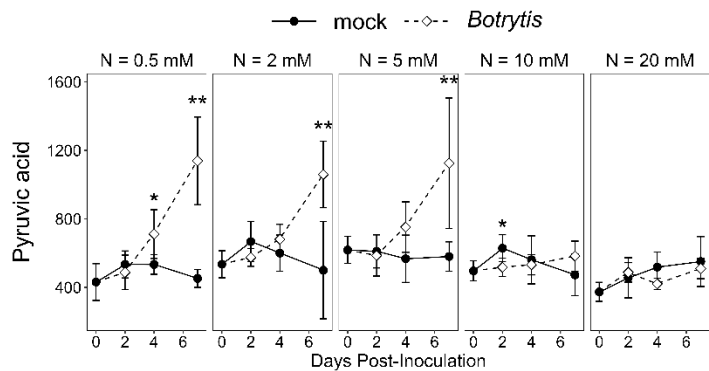 mock Botrytis
N = 0.5 mM N = 2 mM N = 5 mM N = 10 mM N = 20 mM
1600
1200
800
400
Pyruvic acid
* ** ** ** *
0 2 4 6 0 2 4 6 0 2 4 6 0 2 4 6 0 2 4 6
Days Post-Inoculation